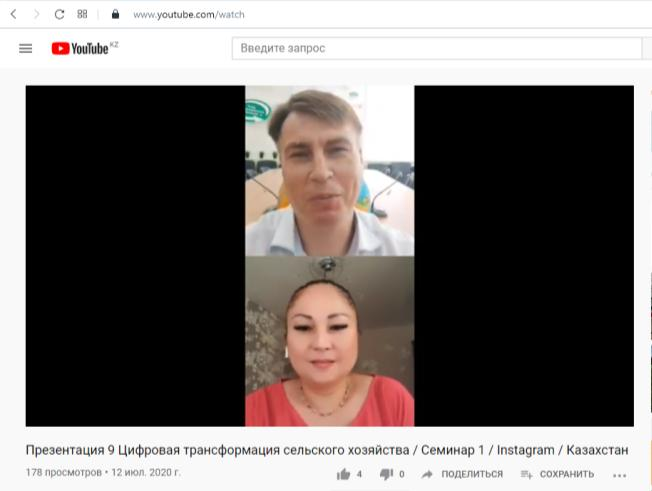 www.youtube.com/watch
YouTube KZ
Введите запрос
Презентация 9 Цифровая трансформация сельского хозяйства / Семинар 1 / Instagram / Казахстан
178 просмотров • 12 июл. 2020 г.
4
0
ПОДЕЛИТЬСЯ
СОХРАНИТЬ